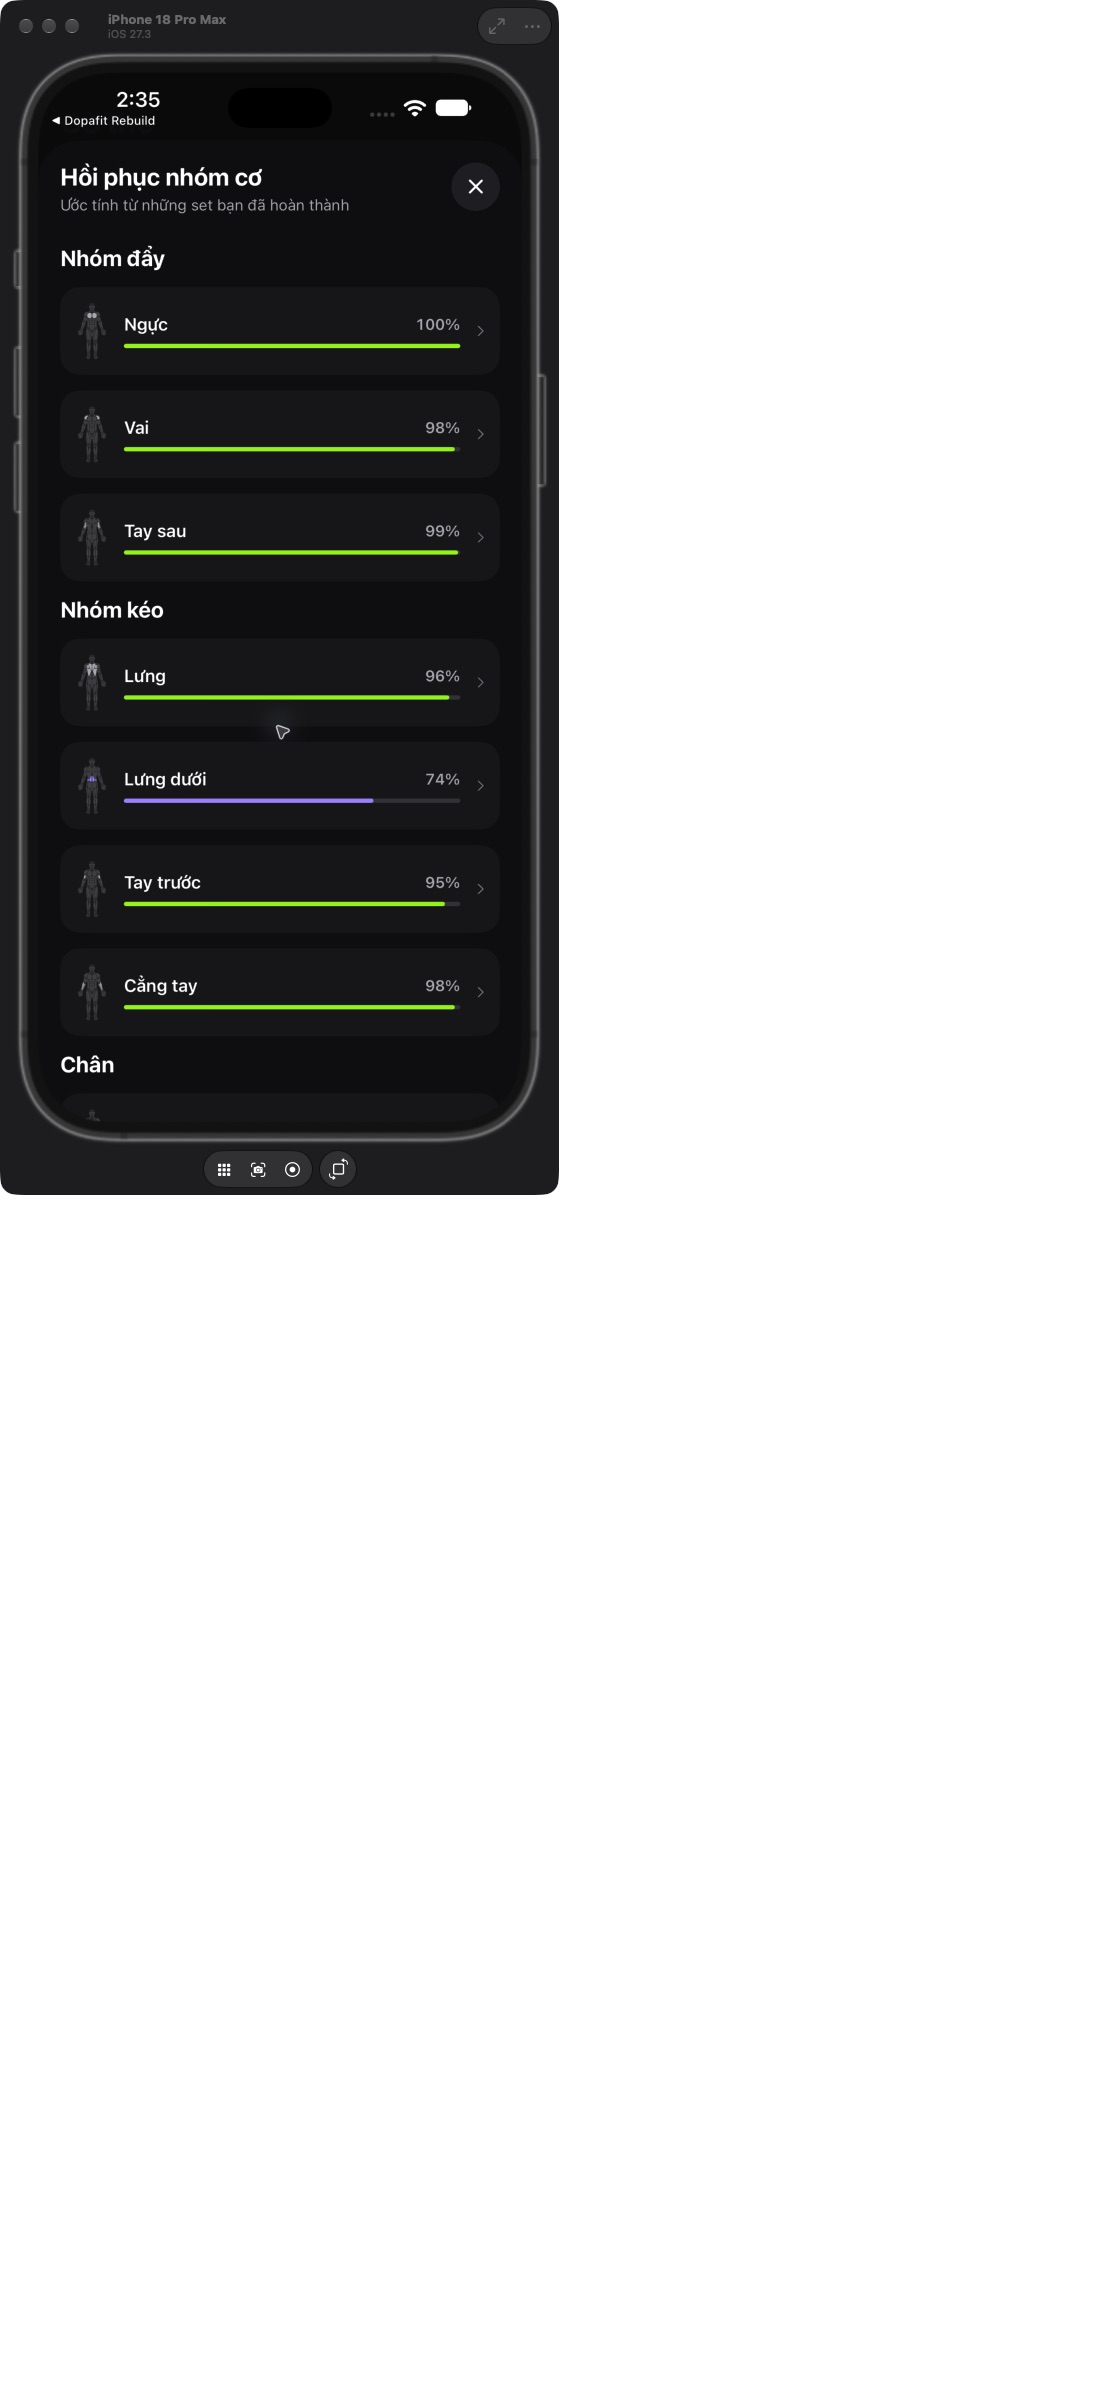 iPhone 18 Pro Max
iOS 27.3
2:35
Dopafit Rebuild
Hồi phục nhóm cơ
Ước tính từ những set bạn đã hoàn thành
Nhóm đẩy
Ngực 100%
Vai 98%
Tay sau 99%
Nhóm kéo
Lưng 96%
Lưng dưới 74%
Tay trước 95%
Cẳng tay 98%
Chân